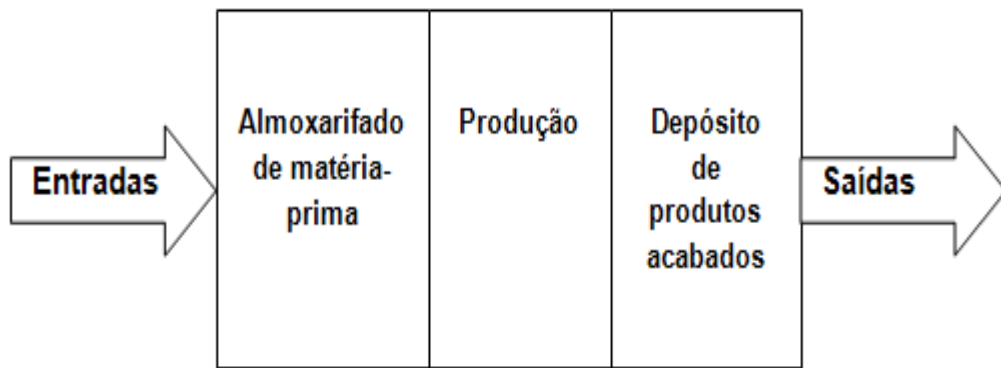 Entradas
Almoxarifado
de matéria-
prima
Produção
Depósito
de
produtos
acabados
Saídas